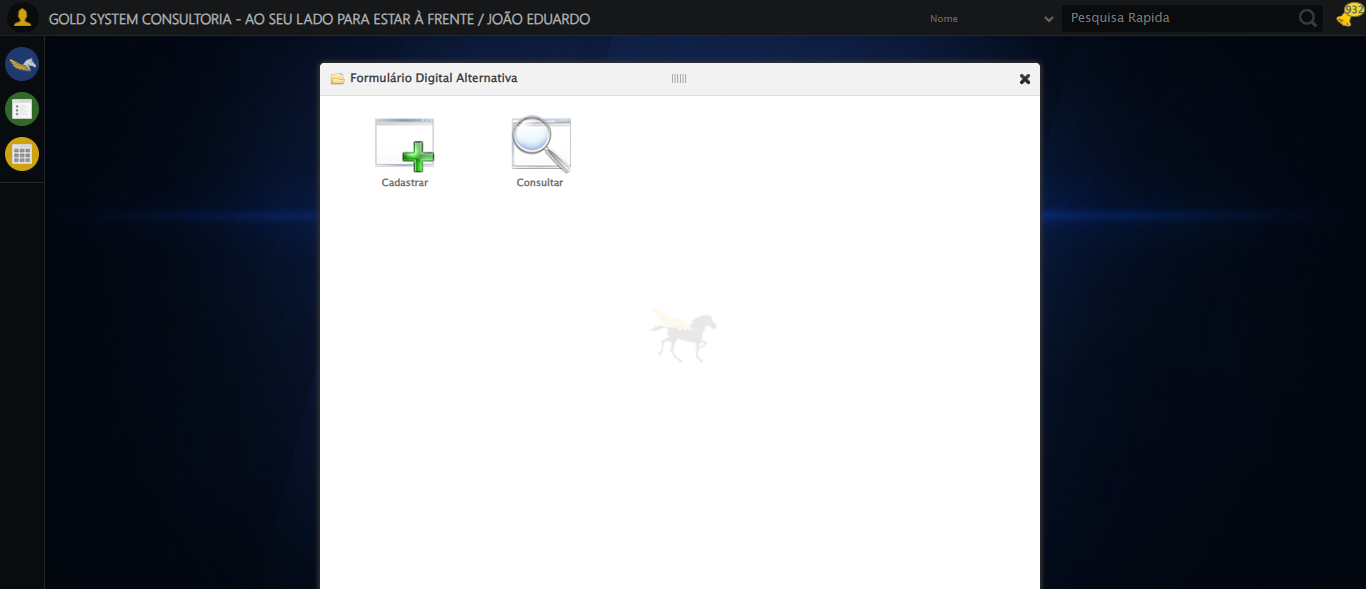 GOLD SYSTEM CONSULTORIA - AO SEU LADO PARA ESTAR À FRENTE / JOÃO EDUARDO
Nome
Pesquisa Rapida
932
Formulário Digital Alternativa
Cadastrar
Consultar